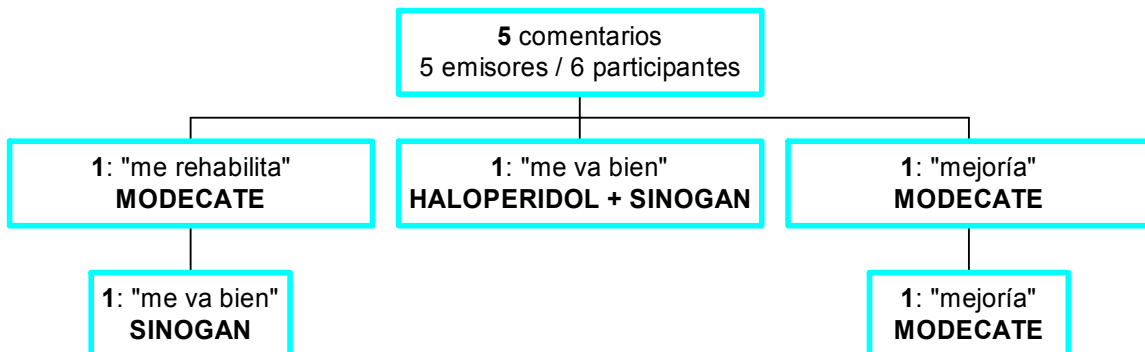 5 comentarios
5 emisores / 6 participantes
1: "me rehabilita"
MODECATE
1: "me va bien"
HALOPERIDOL + SINOGAN
1: "mejoría"
MODECATE
1: "me va bien"
SINOGAN
1: "mejoría"
MODECATE